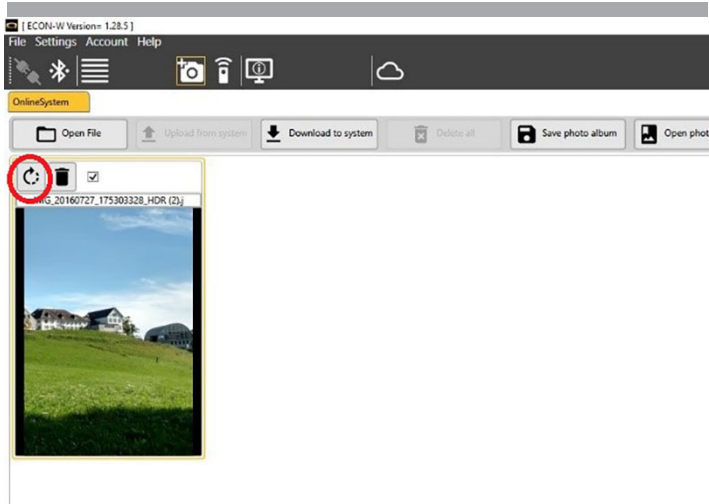 [ ECON-W Version= 1.28.5 ]
File Settings Account Help
OnlineSystem
Open File Upload from system Download to system Delete all Save photo album Open phot
MG_20160727_175303328_HDR (2).j